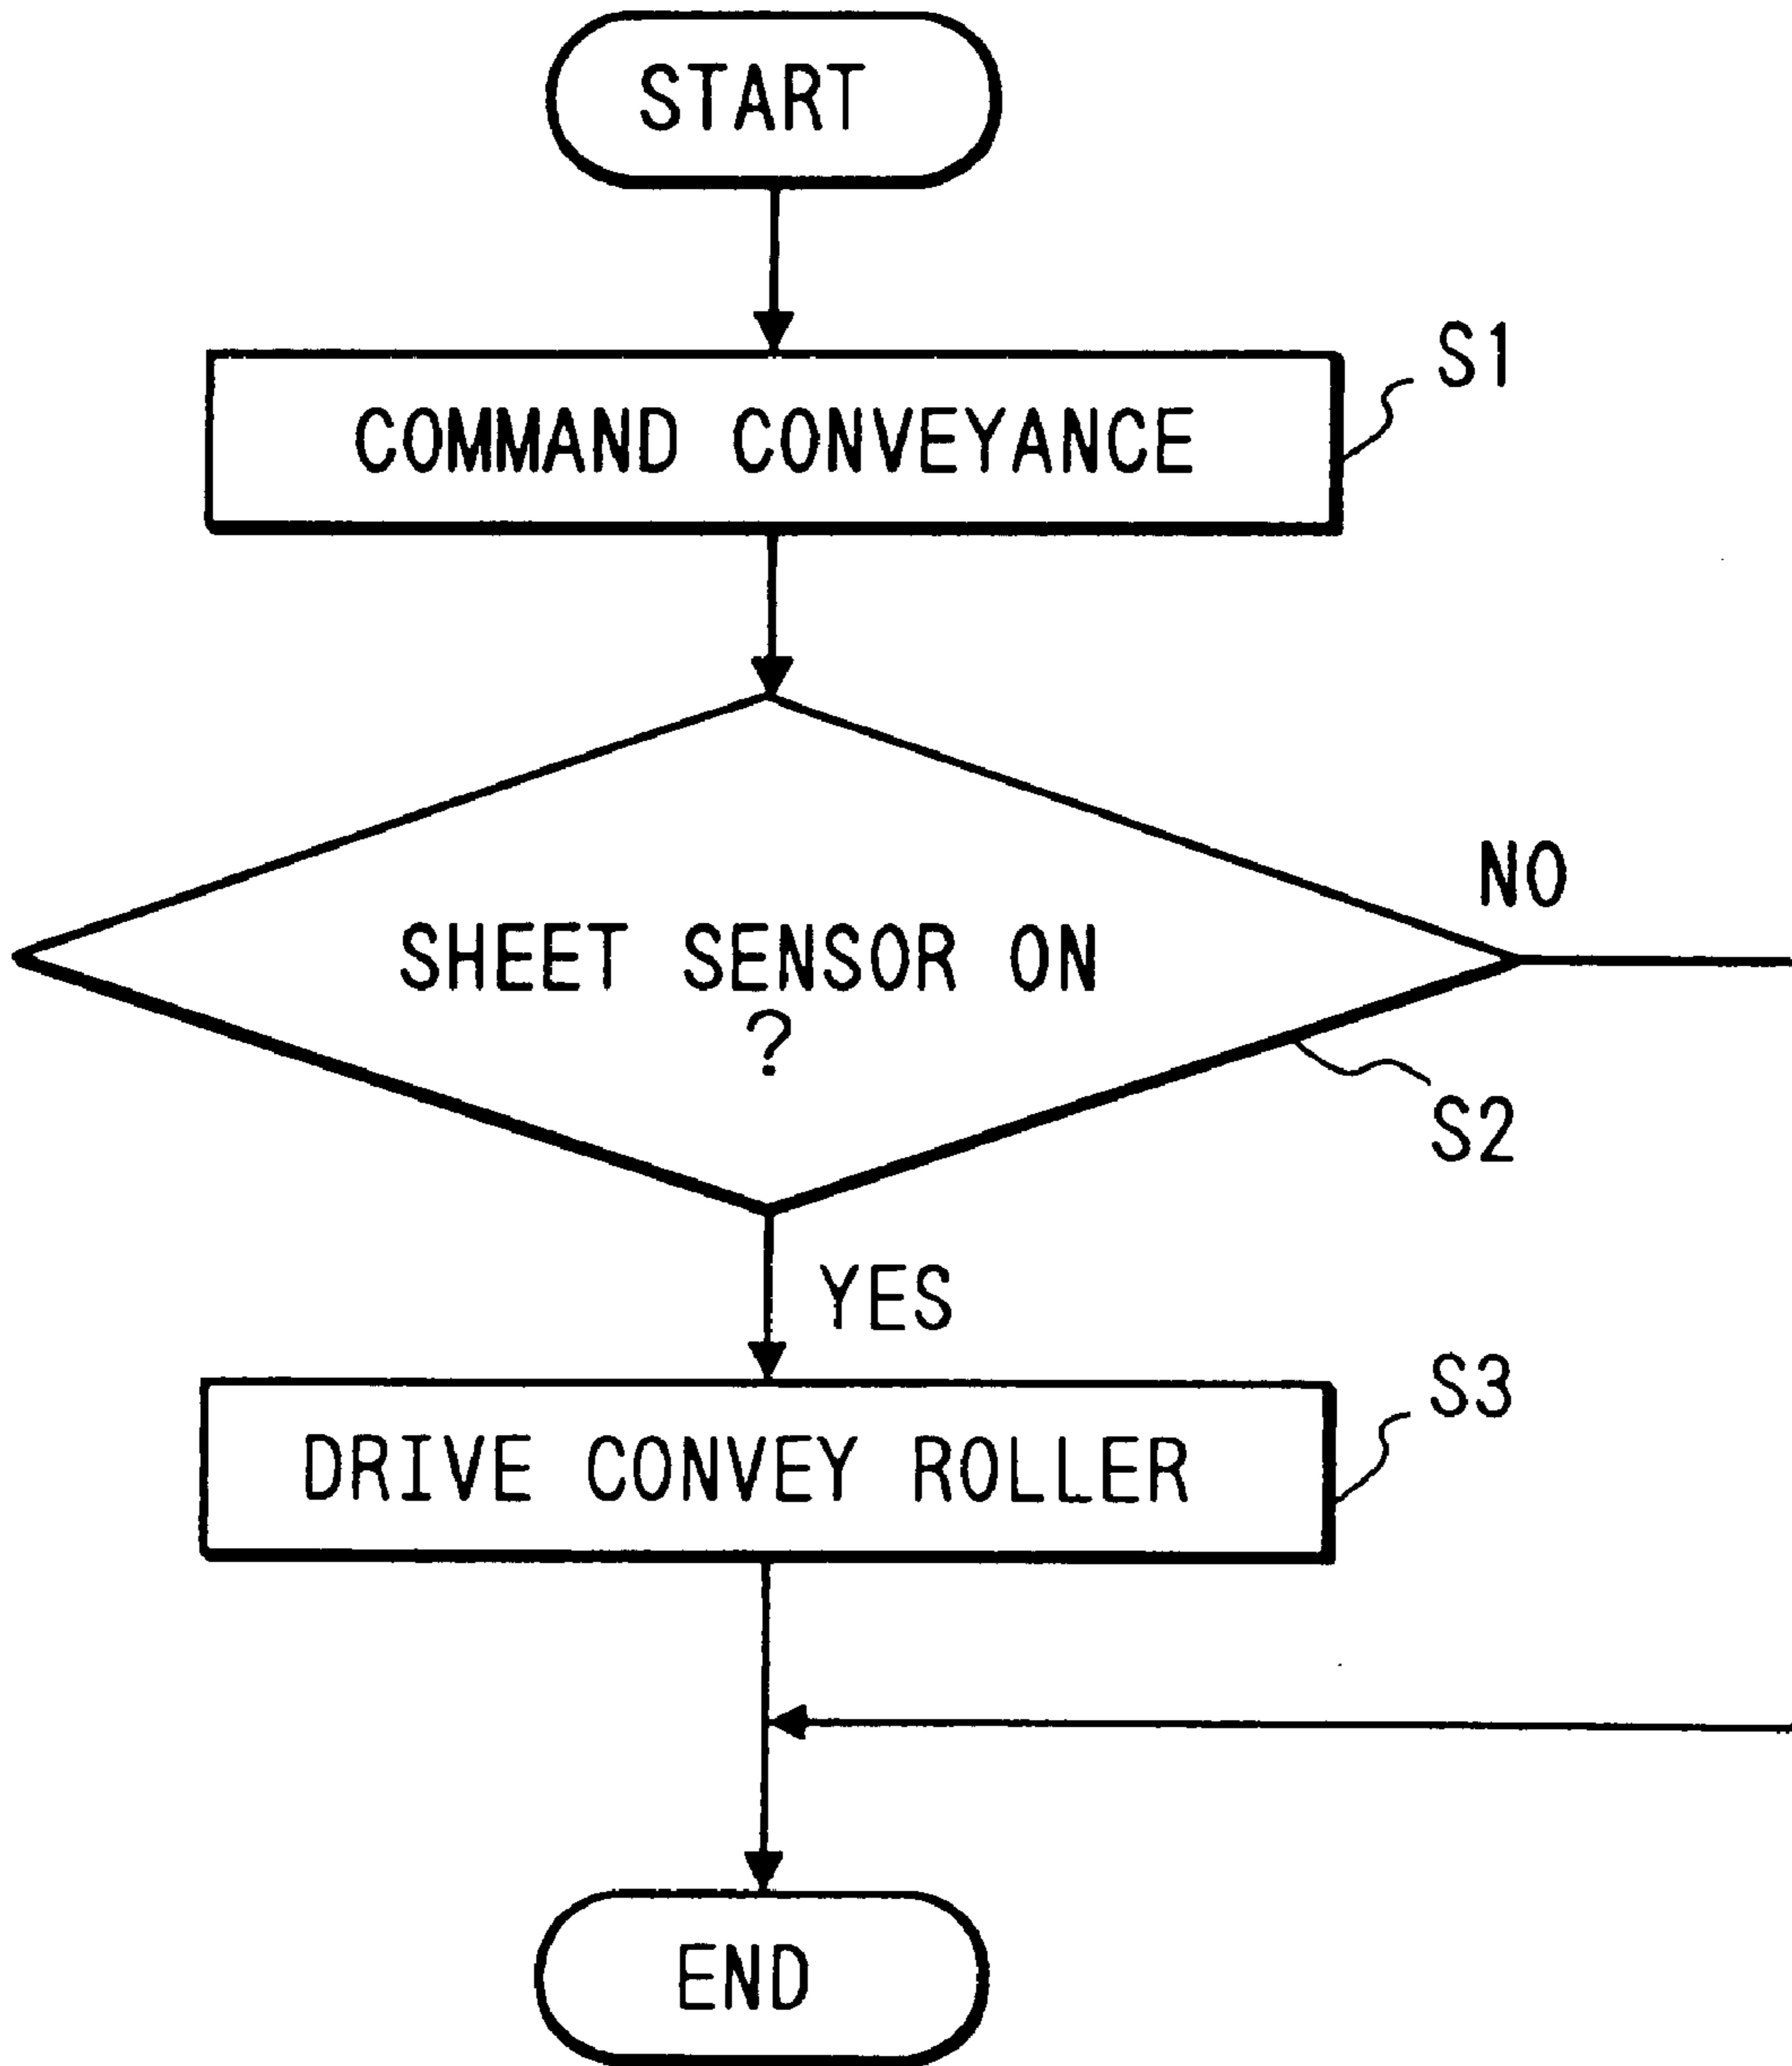 START
S1
COMMAND CONVEYANCE
NO
SHEET SENSOR ON
?
S2
YES
S3
DRIVE CONVEY ROLLER
END